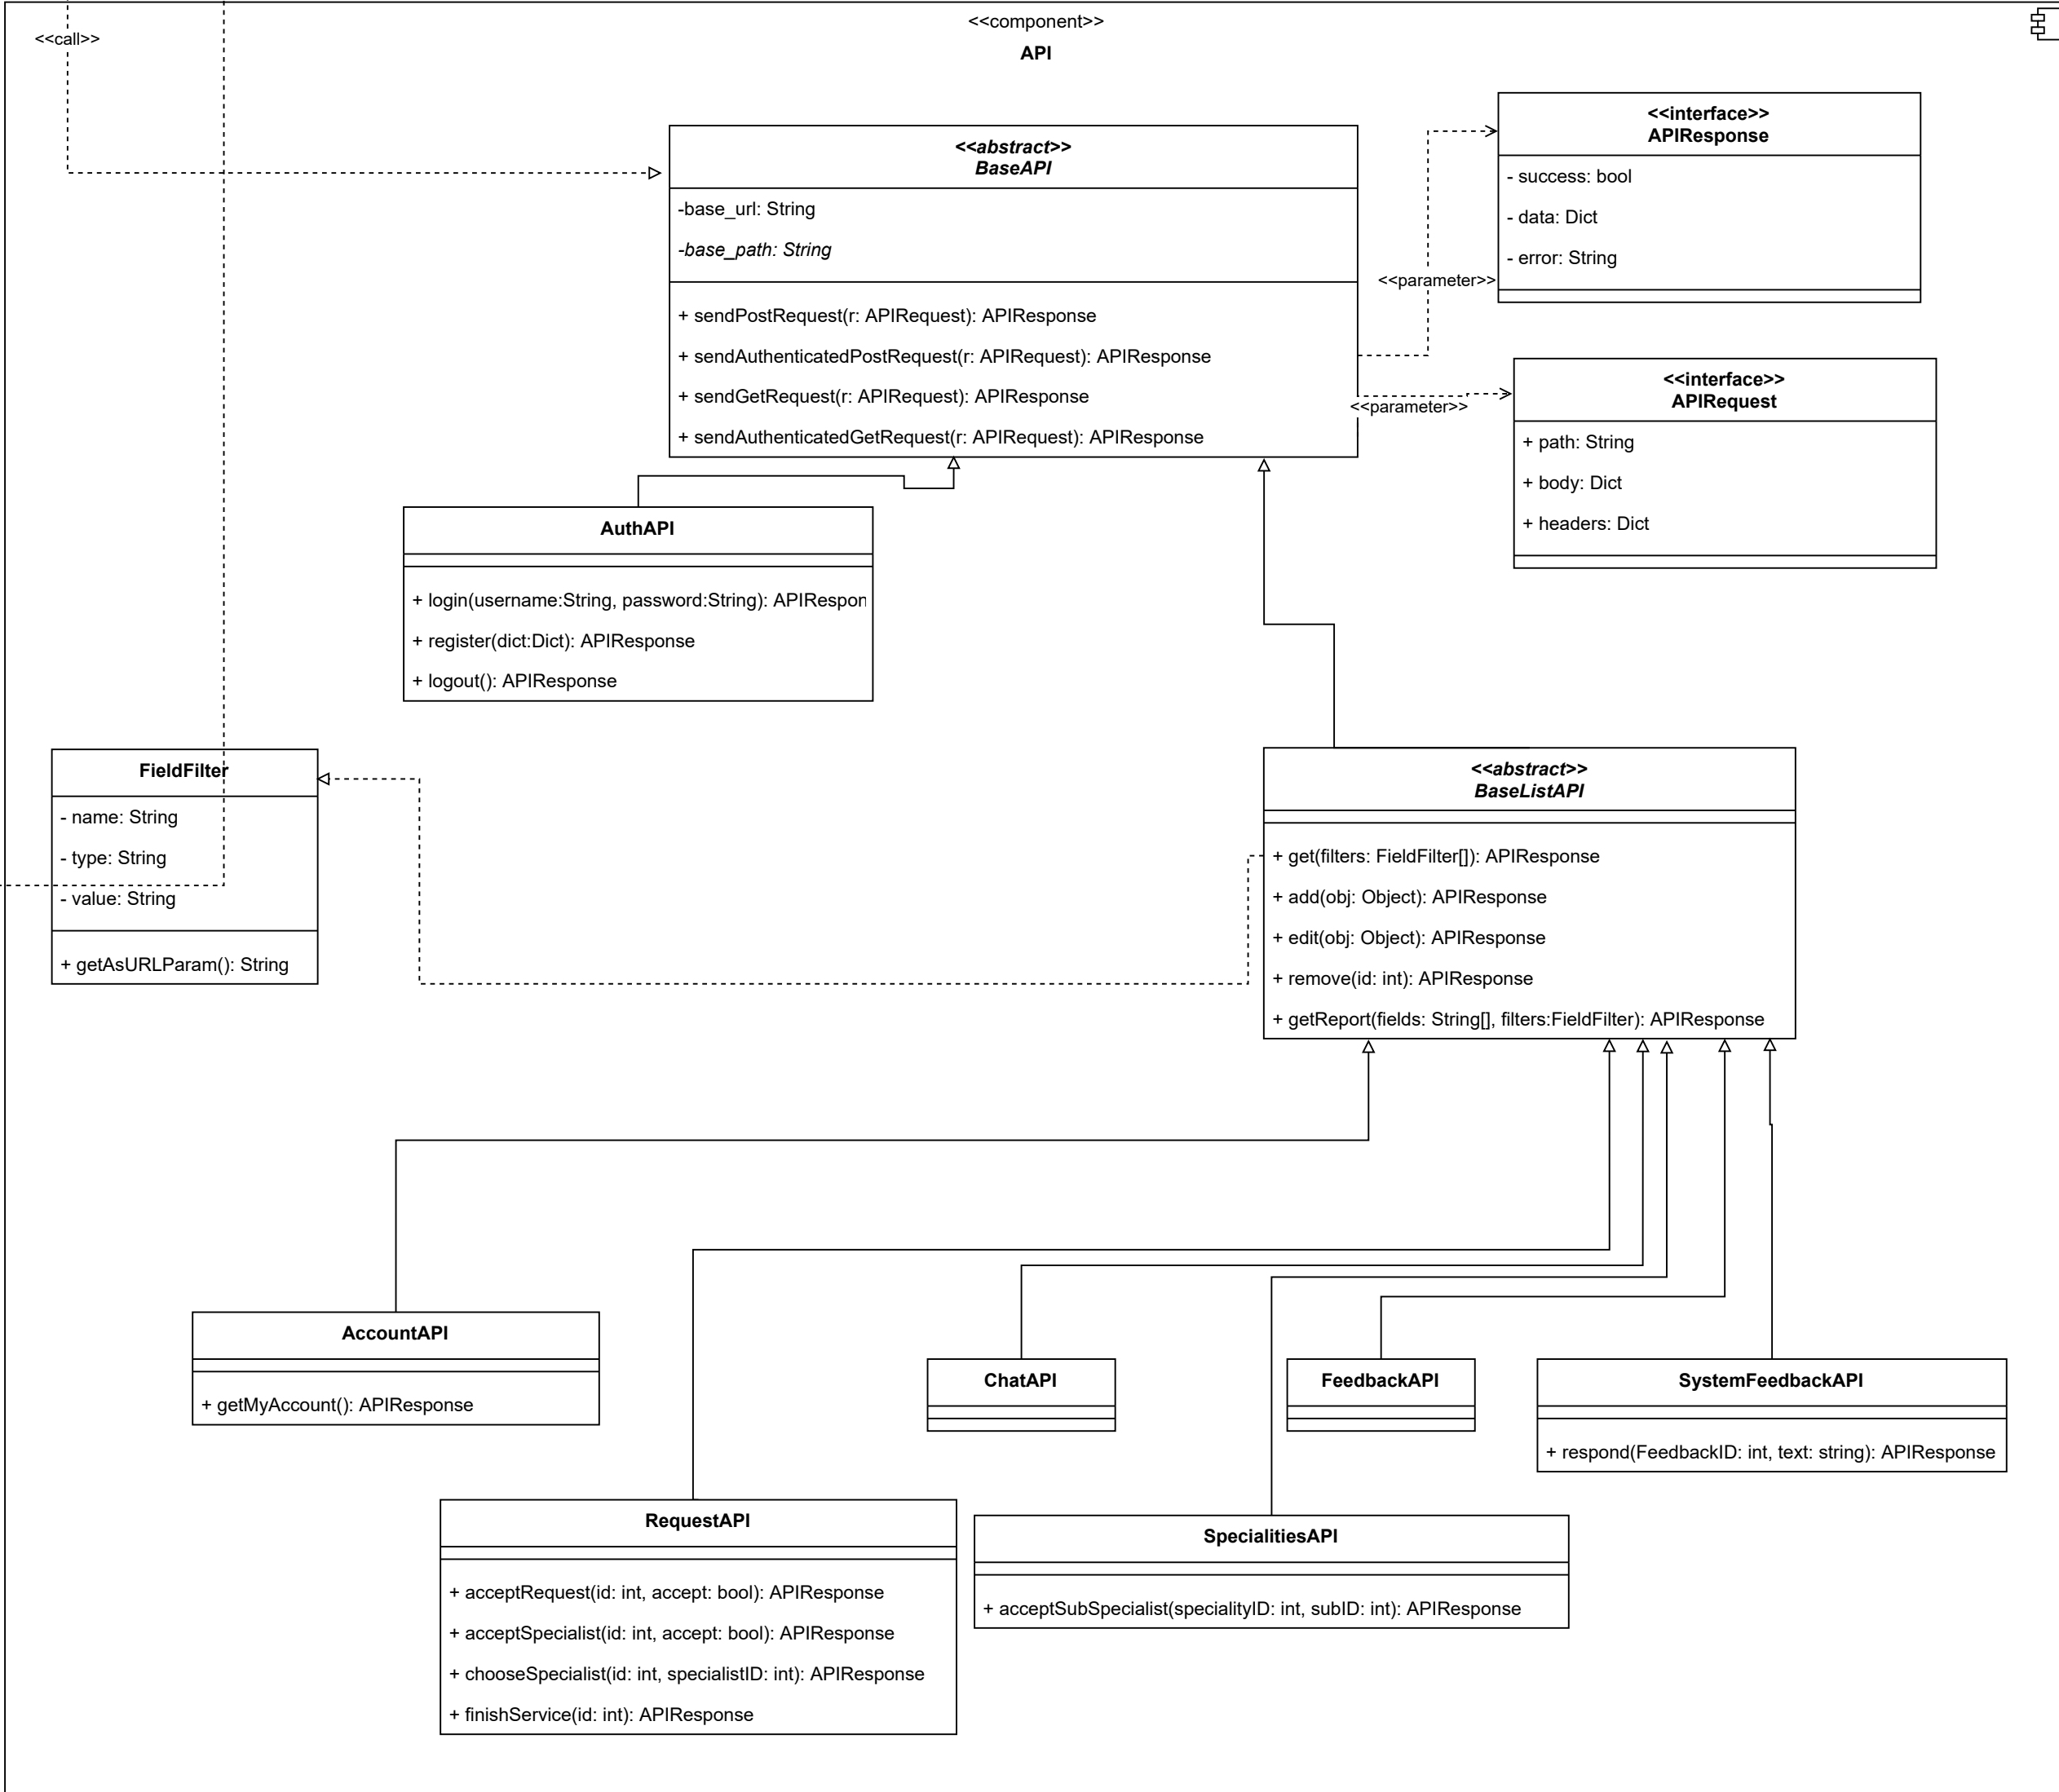 <<component>>
API
<<call>>
<<abstract>>
BaseAPI
-base_url: String
-base_path: String
+ sendPostRequest(r: APIRequest): APIResponse
+ sendAuthenticatedPostRequest(r: APIRequest): APIResponse
+ sendGetRequest(r: APIRequest): APIResponse
+ sendAuthenticatedGetRequest(r: APIRequest): APIResponse
<<interface>>
APIResponse
- success: bool
- data: Dict
- error: String
<<parameter>>
<<interface>>
APIRequest
+ path: String
+ body: Dict
+ headers: Dict
<<parameter>>
AuthAPI
+ login(username:String, password:String): APIRespon
+ register(dict:Dict): APIResponse
+ logout(): APIResponse
FieldFilter
- name: String
- type: String
- value: String
+ getAsURLParam(): String
<<abstract>>
BaseListAPI
+ get(filters: FieldFilter[]): APIResponse
+ add(obj: Object): APIResponse
+ edit(obj: Object): APIResponse
+ remove(id: int): APIResponse
+ getReport(fields: String[], filters:FieldFilter): APIResponse
AccountAPI
+ getMyAccount(): APIResponse
ChatAPI
FeedbackAPI
SystemFeedbackAPI
+ respond(FeedbackID: int, text: string): APIResponse
RequestAPI
+ acceptRequest(id: int, accept: bool): APIResponse
+ acceptSpecialist(id: int, accept: bool): APIResponse
+ chooseSpecialist(id: int, specialistID: int): APIResponse
+ finishService(id: int): APIResponse
SpecialitiesAPI
+ acceptSubSpecialist(specialityID: int, subID: int): APIResponse